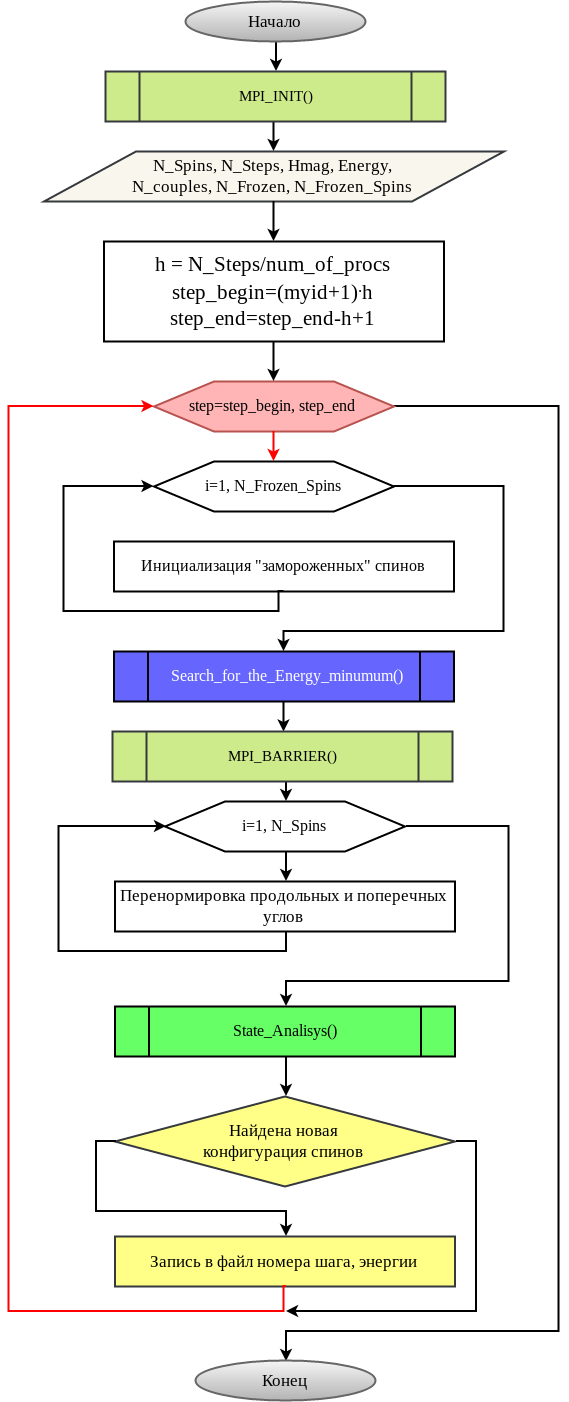 Начало
MPI_INIT()
N_Spins, N_Steps, Hmag, Energy,
N_couples, N_Frozen, N_Frozen_Spins
h = N_Steps/num_of_procs
step_begin=(myid+1)·h
step_end=step_end-h+1
step=step_begin, step_end
i=1, N_Frozen_Spins
Инициализация "замороженных" спинов
Search_for_the_Energy_minumum()
MPI_BARRIER()
i=1, N_Spins
Перенормировка продольных и поперечных
углов
State_Analisys()
Найдена новая
конфигурация спинов
Запись в файл номера шага, энергии
Конец